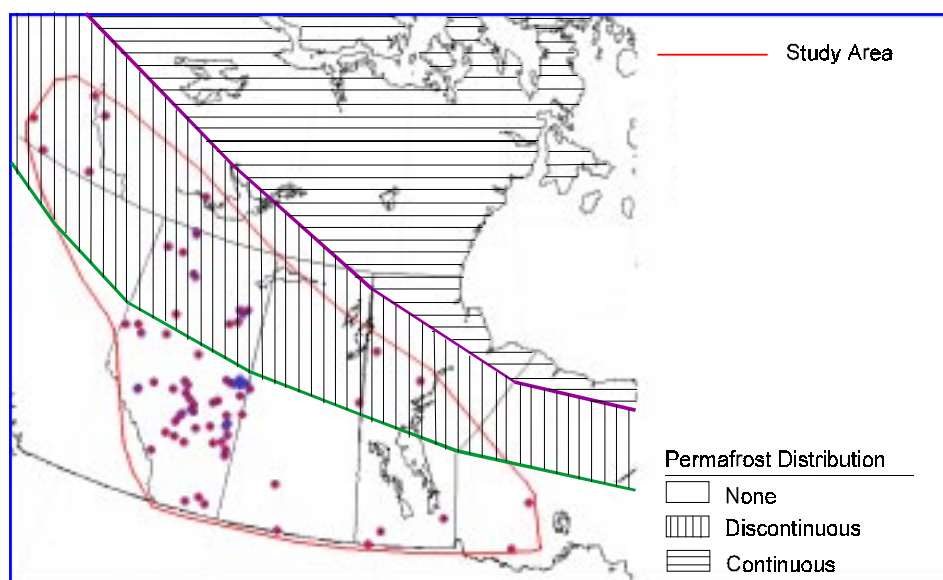 Study Area
Permafrost Distribution
None
Discontinuous
Continuous